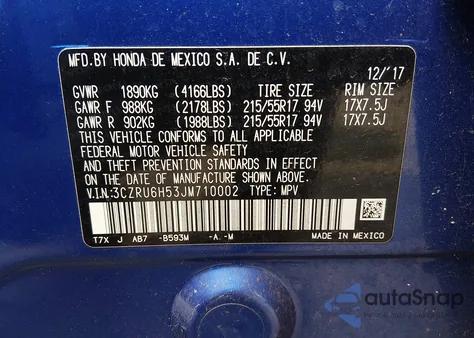 MFD.BY HONDA DE MEXICO S.A. DE C.V.
12/'17
GVWR 1890KG (4166LBS) TIRE SIZE RIM SIZE
GAWR F 988KG (2178LBS) 215/55R17 94V 17X7.5J
GAWR R 902KG (1988LBS) 215/55R17 94V 17X7.5J
THIS VEHICLE CONFORMS TO ALL APPLICABLE
FEDERAL MOTOR VEHICLE SAFETY
AND THEFT PREVENTION STANDARDS IN EFFECT
ON THE DATE OF MANUFACTURE SHOWN ABOVE.
V.I.N:3CZRU6H53JM710002 TYPE: MPV
T7X J AB7 -B593M -A.-M MADE IN MEXICO
autoSnap